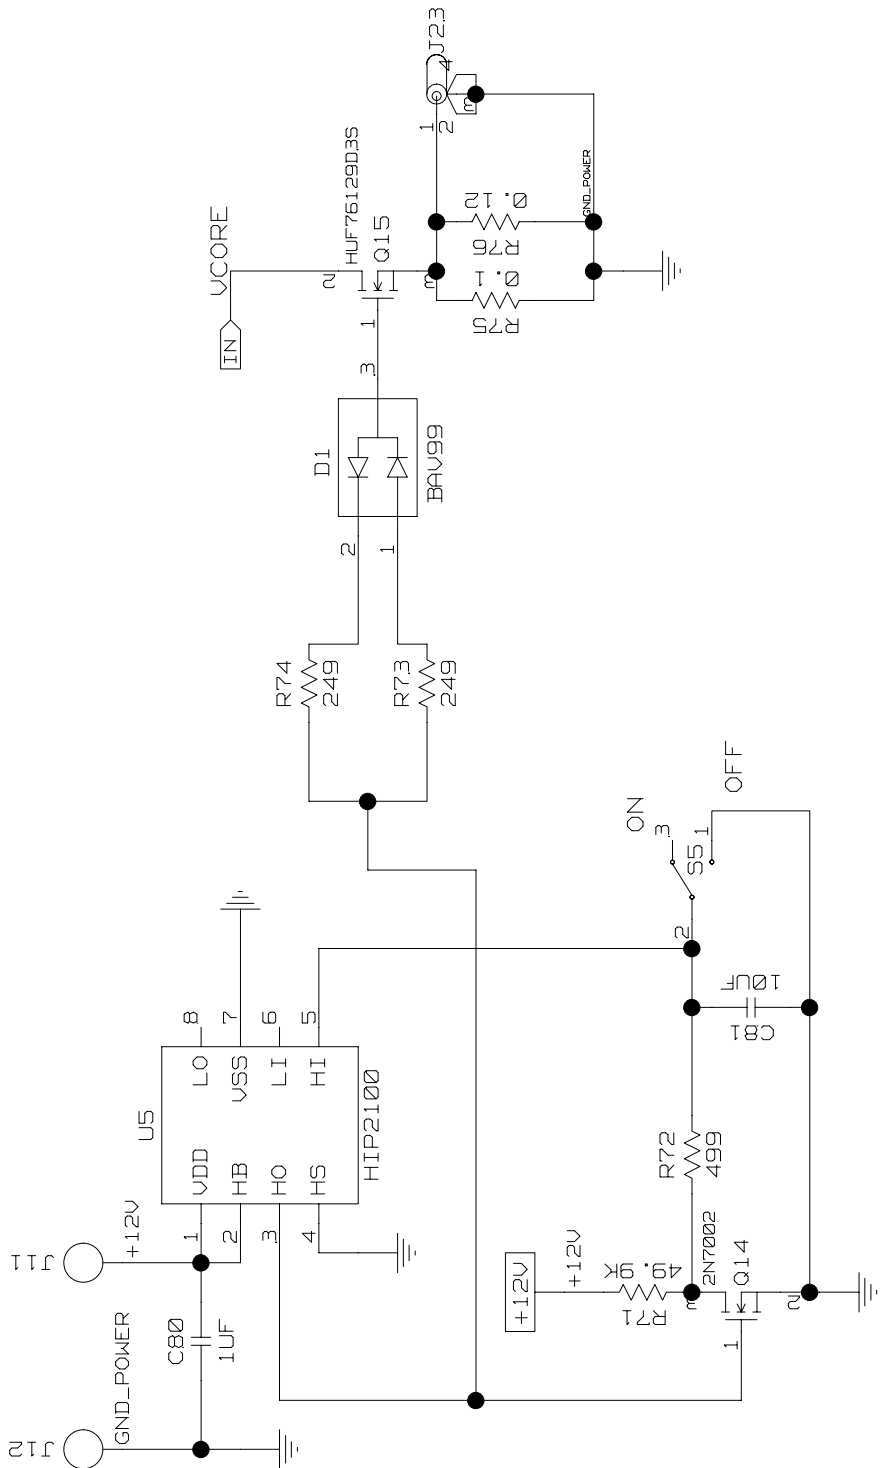 J23
4
3
1
2
VCORE
IN
HUF76129D3S
Q15
2
3
1
0.12
R76
0.1
R75
GND_POWER
3
D1
BAV99
2
1
R74
249
R73
249
ON
3
1
OFF
S5
2
10UF
C81
8
7
6
5
LO
VSS
LI
HI
U5
HIP2100
VDD
HB
HO
HS
1
2
3
4
R72
499
J11
+12V
C80
1UF
GND_POWER
J12
+12V
+12V
49.9K
R71
2N7002
Q14
3
2
1